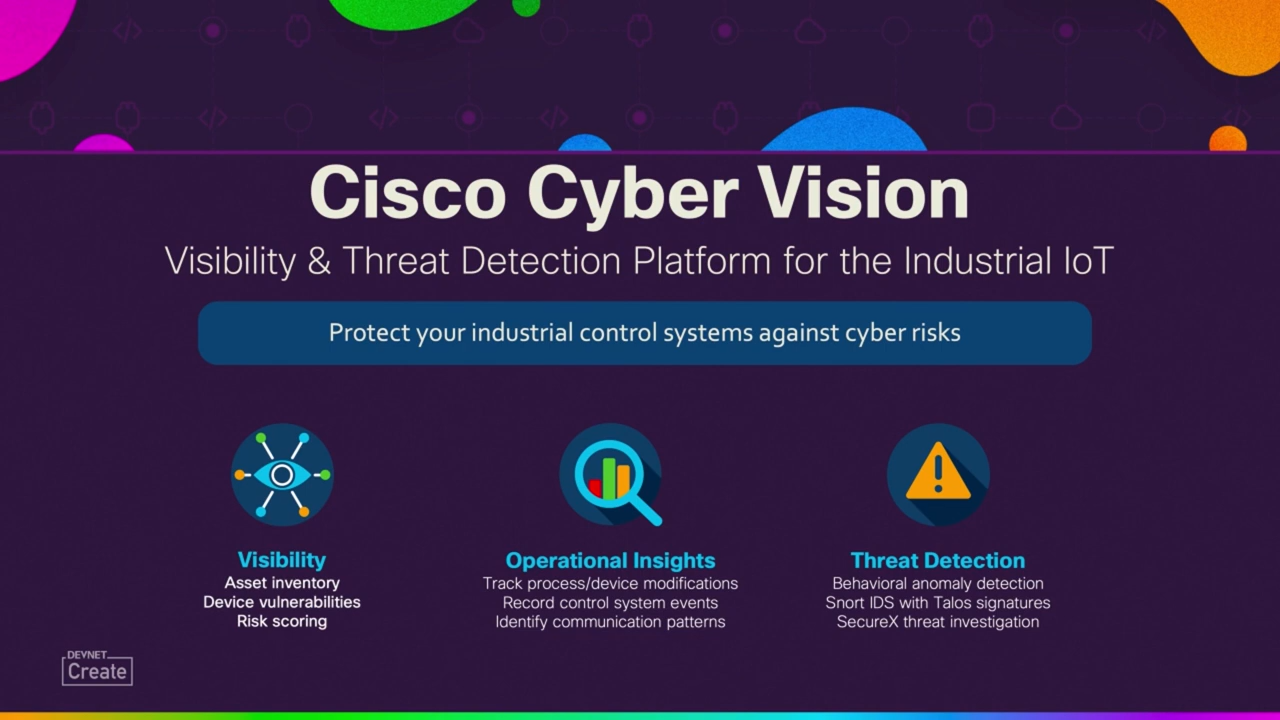 Cisco Cyber Vision
Visibility & Threat Detection Platform for the Industrial IoT
Protect your industrial control systems against cyber risks
Visibility
Asset inventory
Device vulnerabilities
Risk scoring
Operational Insights
Track process/device modifications
Record control system events
Identify communication patterns
Threat Detection
Behavioral anomaly detection
Snort IDS with Talos signatures
SecureX threat investigation
DEVNET
Create